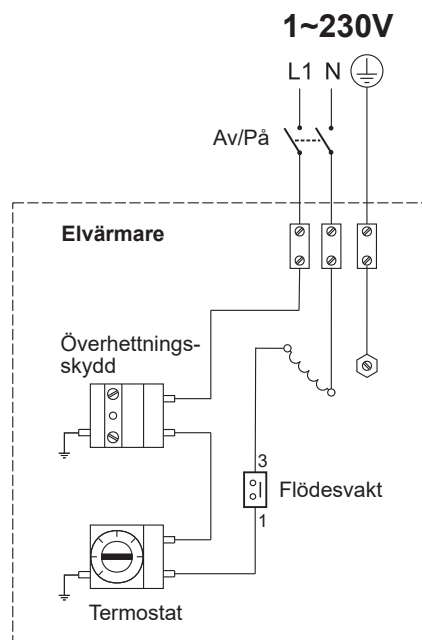 1~230V
L1 N
Av/På
Elvärmare
Överhettnings-
skydd
3
Flödesvakt
1
Termostat